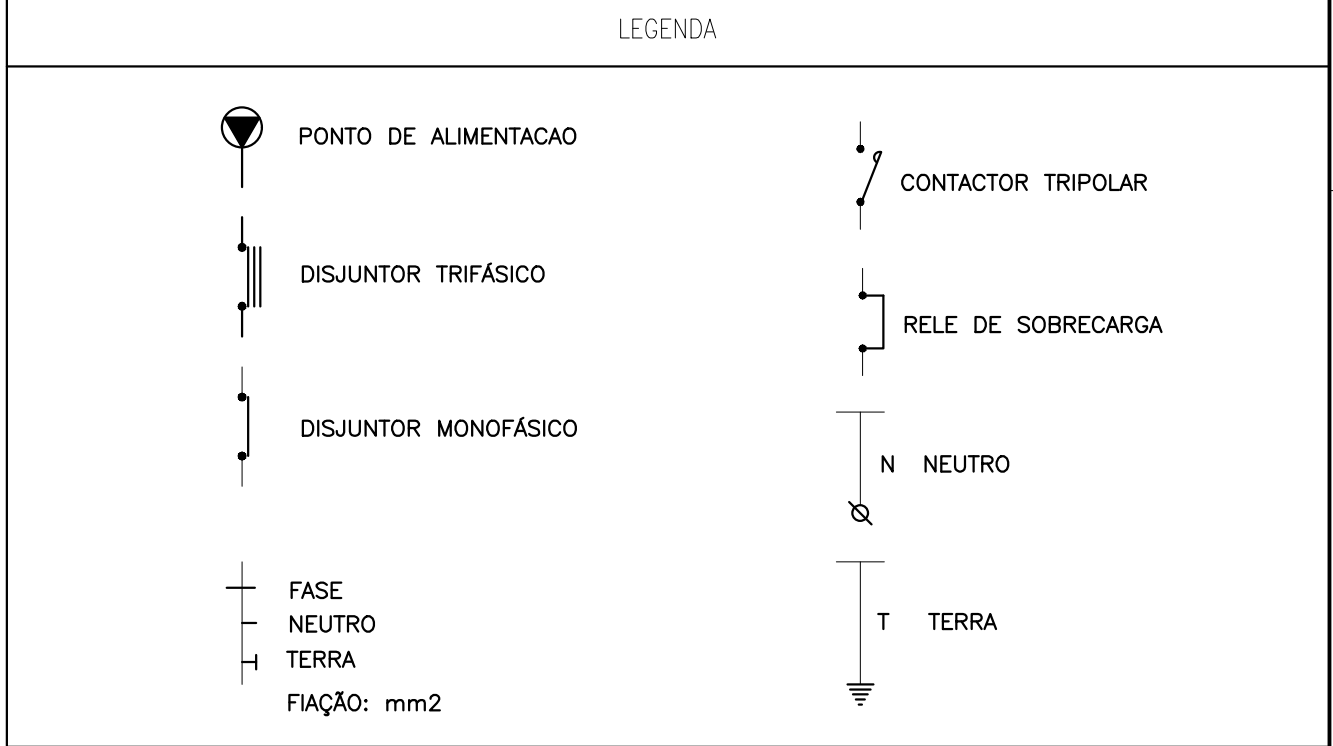 LEGENDA
PONTO DE ALIMENTACAO
DISJUNTOR TRIFÁSICO
DISJUNTOR MONOFÁSICO
FASE
NEUTRO
TERRA
FIAÇÃO: mm2
CONTACTOR TRIPOLAR
RELE DE SOBRECARGA
N NEUTRO
T TERRA